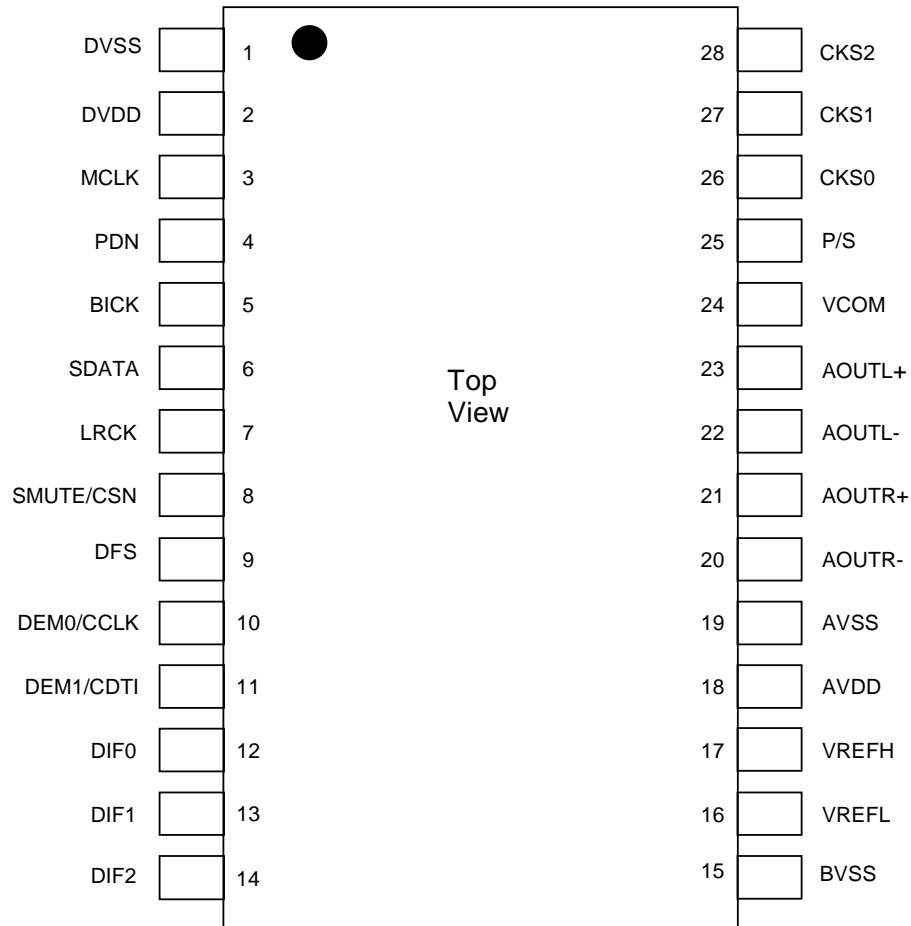 DVSS 1 28 CKS2
DVDD 2 27 CKS1
MCLK 3 26 CKS0
PDN 4 25 P/S
BICK 5 24 VCOM
SDATA 6 23 AOUTL+
Top
View
LRCK 7 22 AOUTL-
SMUTE/CSN 8 21 AOUTR+
DFS 9 20 AOUTR-
DEM0/CCLK 10 19 AVSS
DEM1/CDTI 11 18 AVDD
DIF0 12 17 VREFH
DIF1 13 16 VREFL
DIF2 14 15 BVSS